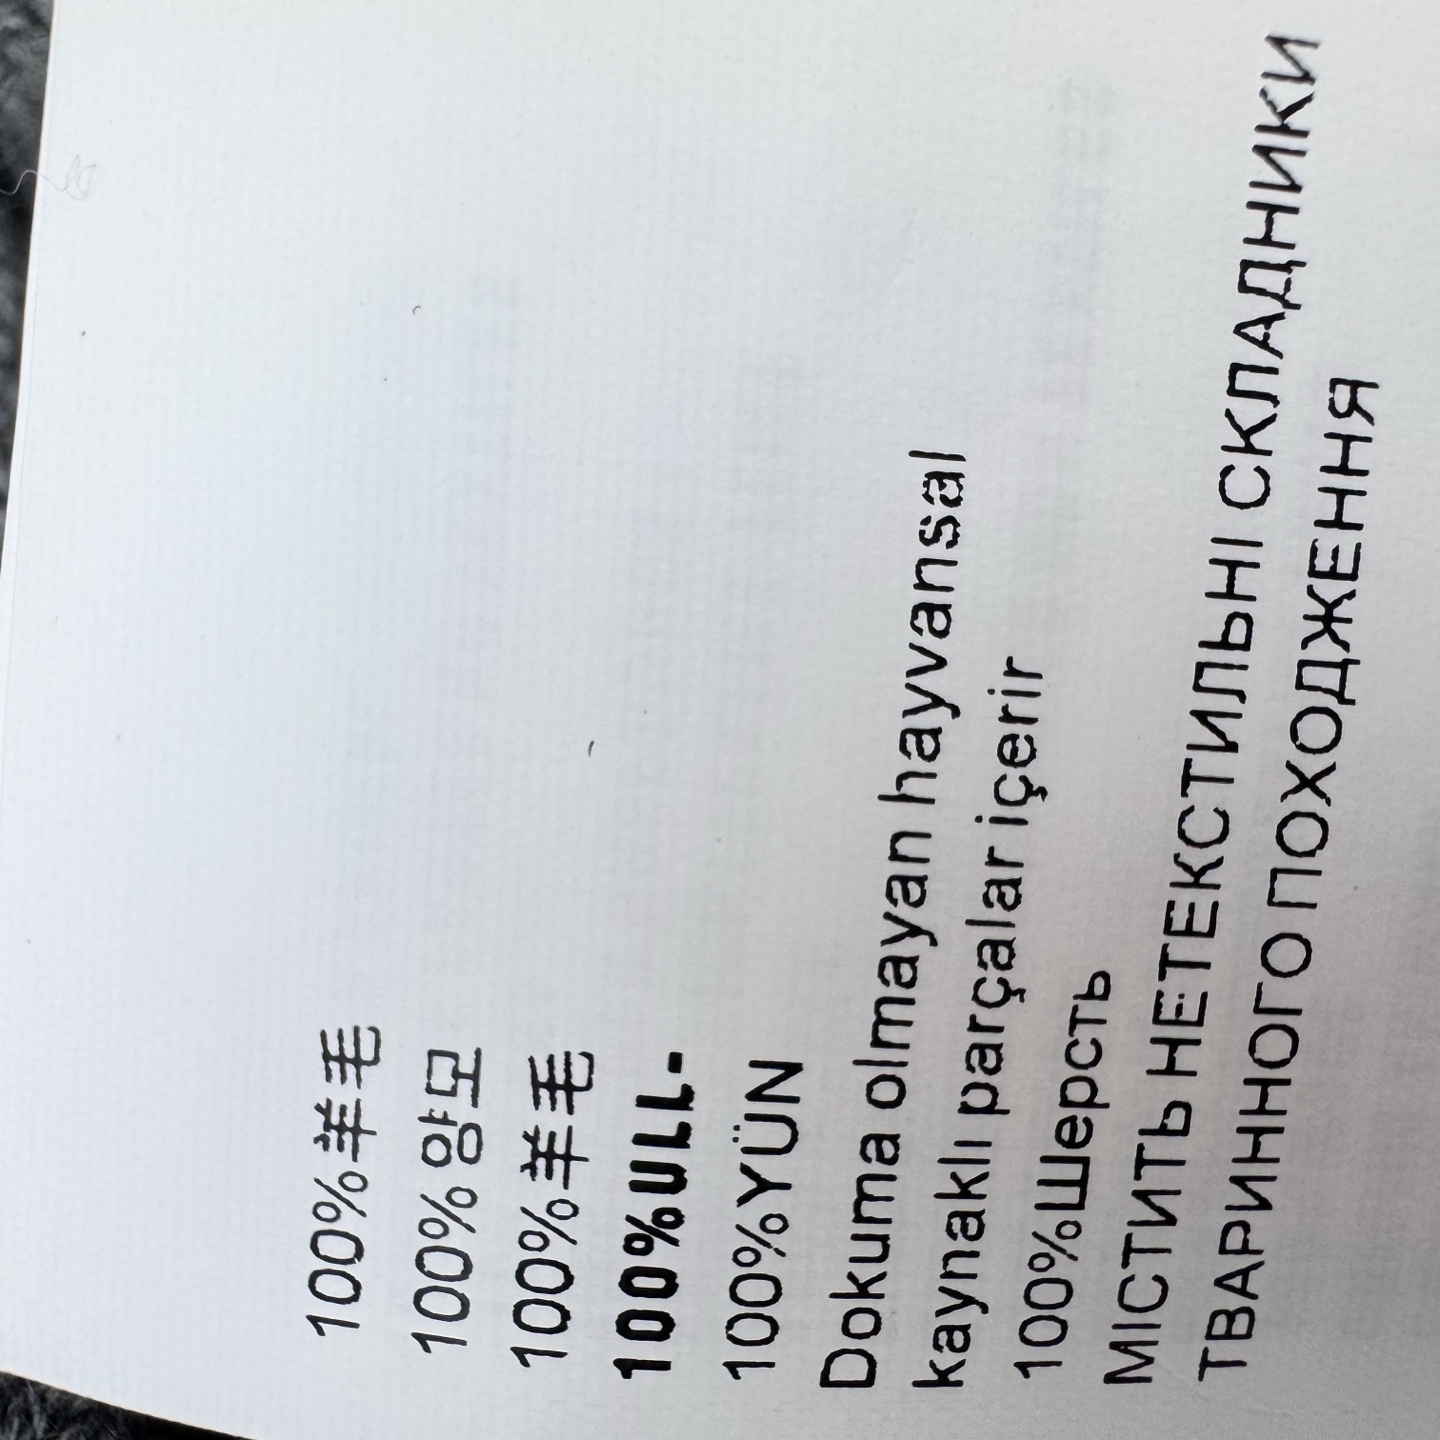 100%羊毛
100%양모
100%羊毛
100%ULL-
100%YÜN
Dokuma olmayan hayvansal
kaynaklı parçalar içerir
100%Шерсть
МІСТИТЬ НЕТЕКСТИЛЬНІ СКЛАДНИКИ
ТВАРИННОГО ПОХОДЖЕННЯ